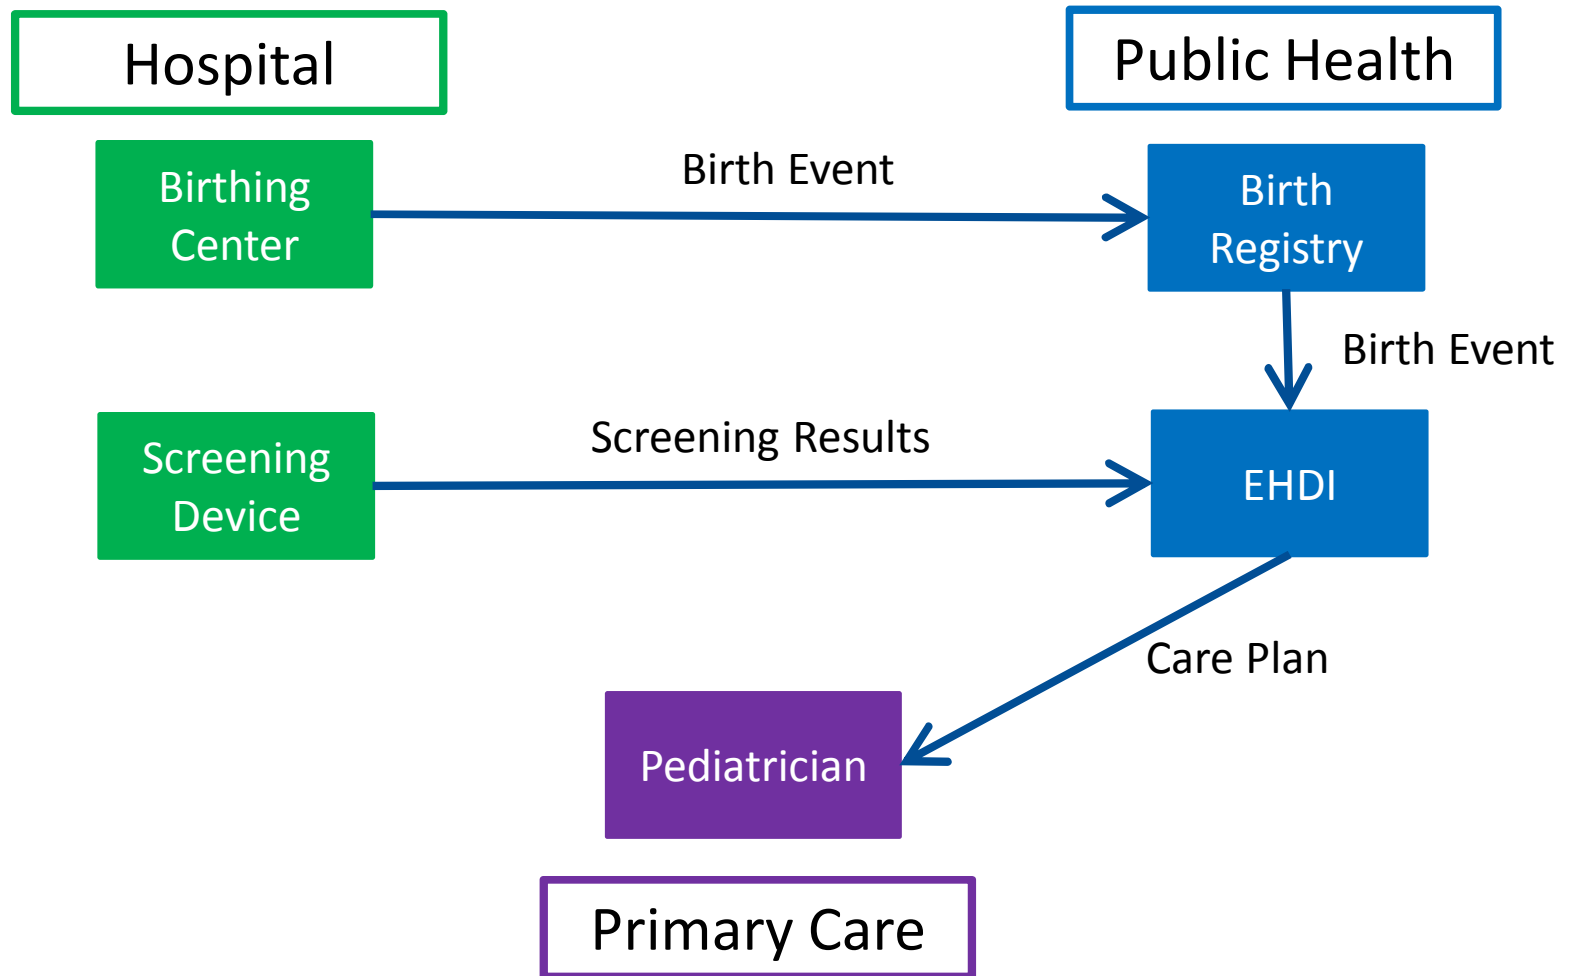 Hospital
Public Health
Birthing
Center
Birth Event
Birth
Registry
Birth Event
Screening
Device
Screening Results
EHDI
Care Plan
Pediatrician
Primary Care